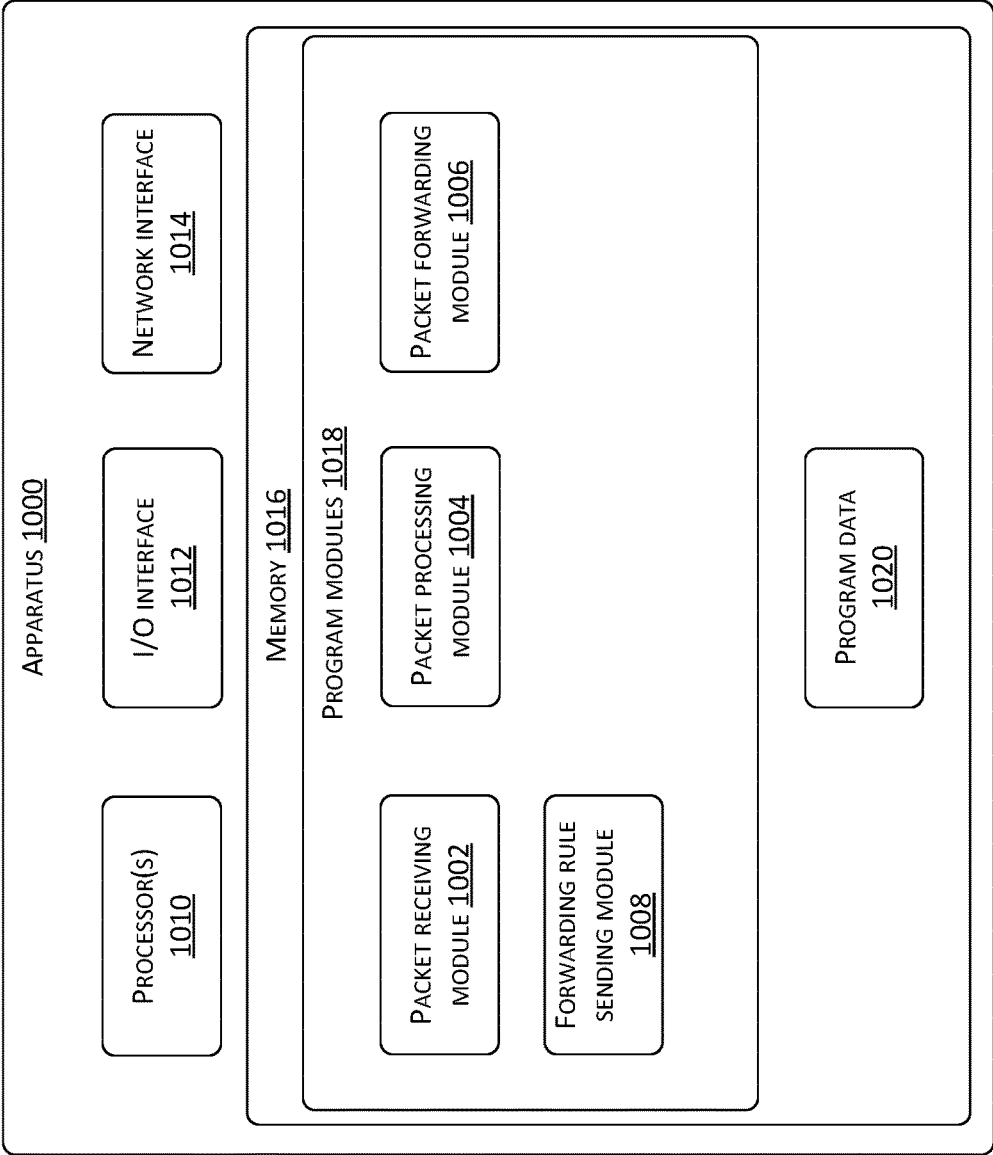 APPARATUS 1000
PROCESSOR(S)
1010
I/O INTERFACE
1012
NETWORK INTERFACE
1014
MEMORY 1016
PROGRAM MODULES 1018
PACKET RECEIVING
MODULE 1002
PACKET PROCESSING
MODULE 1004
PACKET FORWARDING
MODULE 1006
FORWARDING RULE
SENDING MODULE
1008
PROGRAM DATA
1020